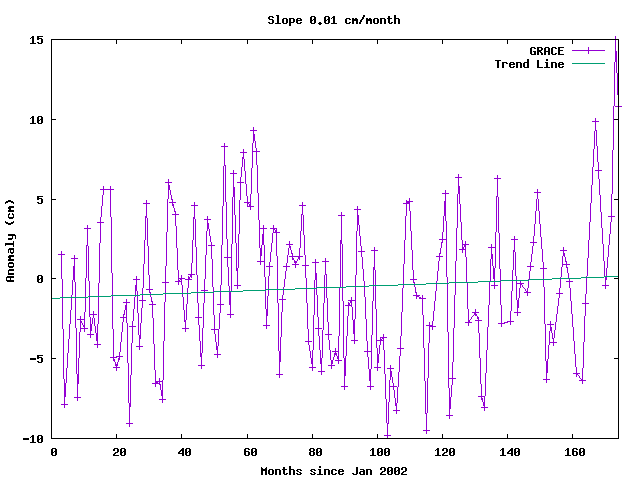 Slope 0.01 cm/month
GRACE
Trend Line
15
10
5
0
-5
-10
Anomaly (cm)
0 20 40 60 80 100 120 140 160
Months since Jan 2002